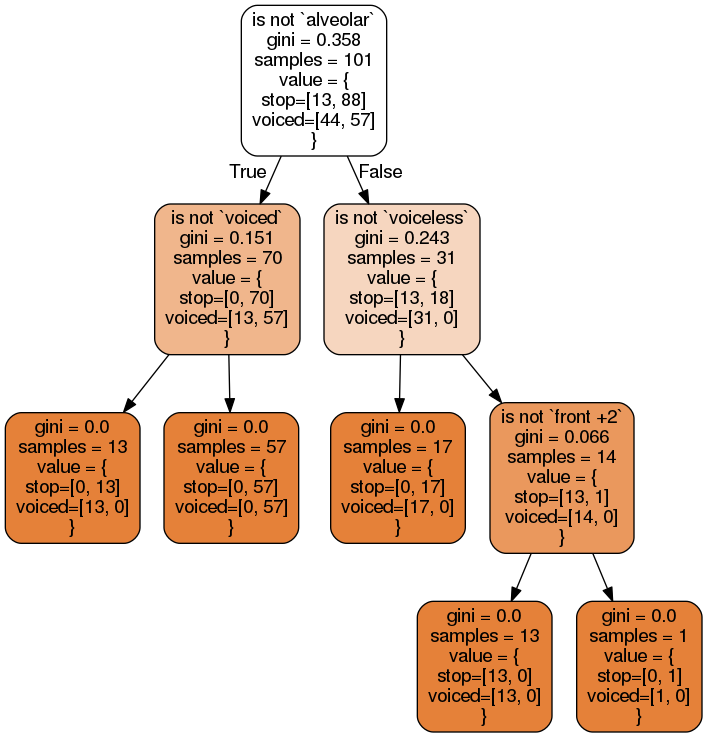 is not `alveolar`
gini = 0.358
samples = 101
value = {
stop=[13, 88]
voiced=[44, 57]
}
True
False
is not `voiced`
gini = 0.151
samples = 70
value = {
stop=[0, 70]
voiced=[13, 57]
}
is not `voiceless`
gini = 0.243
samples = 31
value = {
stop=[13, 18]
voiced=[31, 0]
}
gini = 0.0
samples = 13
value = {
stop=[0, 13]
voiced=[13, 0]
}
gini = 0.0
samples = 57
value = {
stop=[0, 57]
voiced=[0, 57]
}
gini = 0.0
samples = 17
value = {
stop=[0, 17]
voiced=[17, 0]
}
is not `front +2`
gini = 0.066
samples = 14
value = {
stop=[13, 1]
voiced=[14, 0]
}
gini = 0.0
samples = 13
value = {
stop=[13, 0]
voiced=[13, 0]
}
gini = 0.0
samples = 1
value = {
stop=[0, 1]
voiced=[1, 0]
}